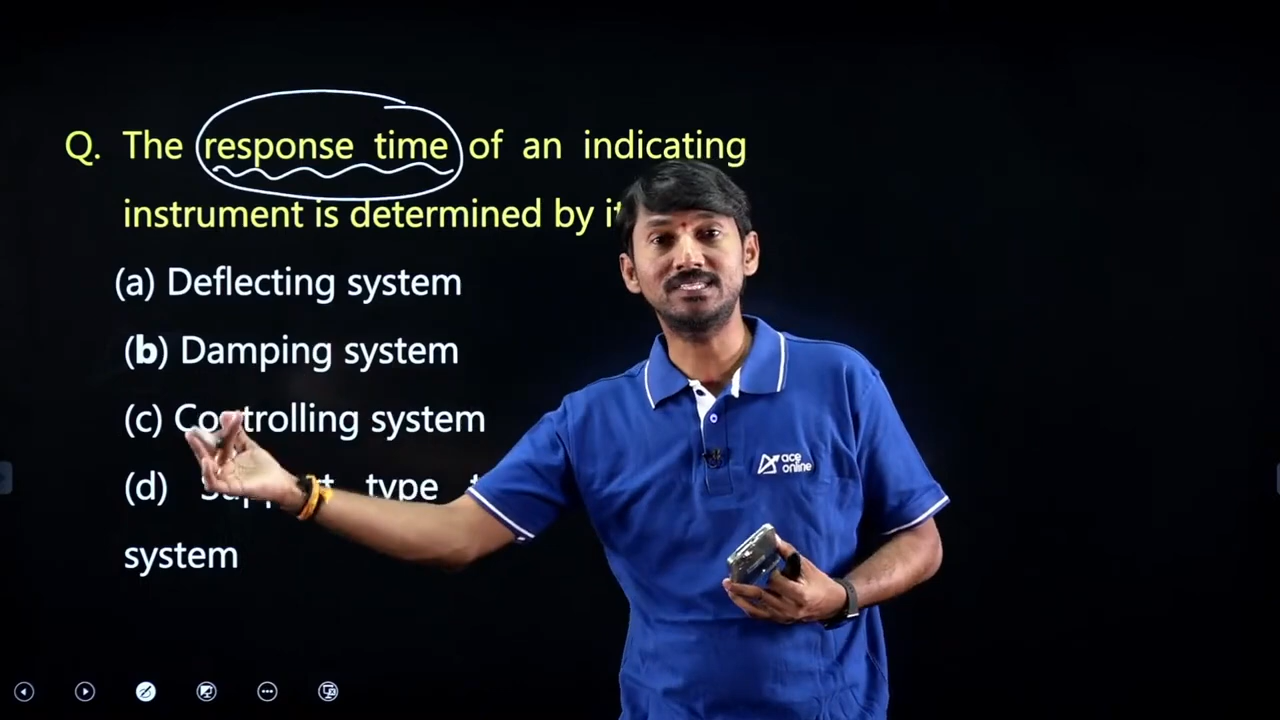 Q. The response time of an indicating
instrument is determined by
(a) Deflecting system
(b) Damping system
(c) Controlling system
(d) Support type
system
ace
online